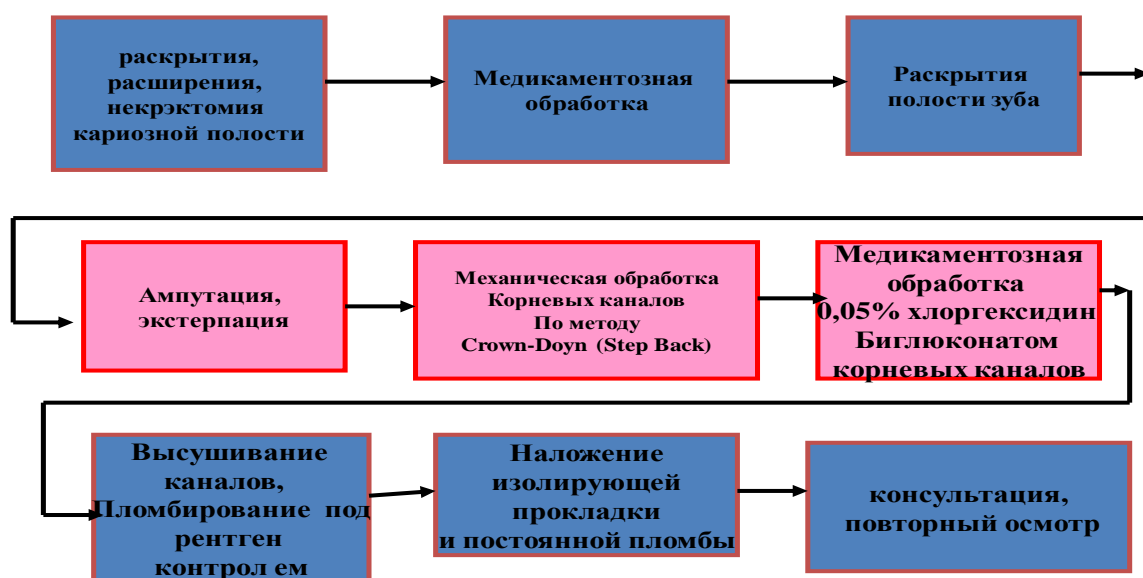 раскрытия,
расширения,
некрэктомия
кариозной полости
Медикаментозная
обработка
Раскрытия
полости зуба
Ампутация,
экстерпация
Механическая обработка
Корневых каналов
По методу
Crown-Doyn (Step Back)
Медикаментозная
обработка
0,05% хлоргексидин
Биглюконатом
корневых каналов
Высушивание
каналов,
Пломбирование под
рентген
контрол ем
Наложение
изолирующей
прокладки
и постоянной пломбы
консультация,
повторный осмотр